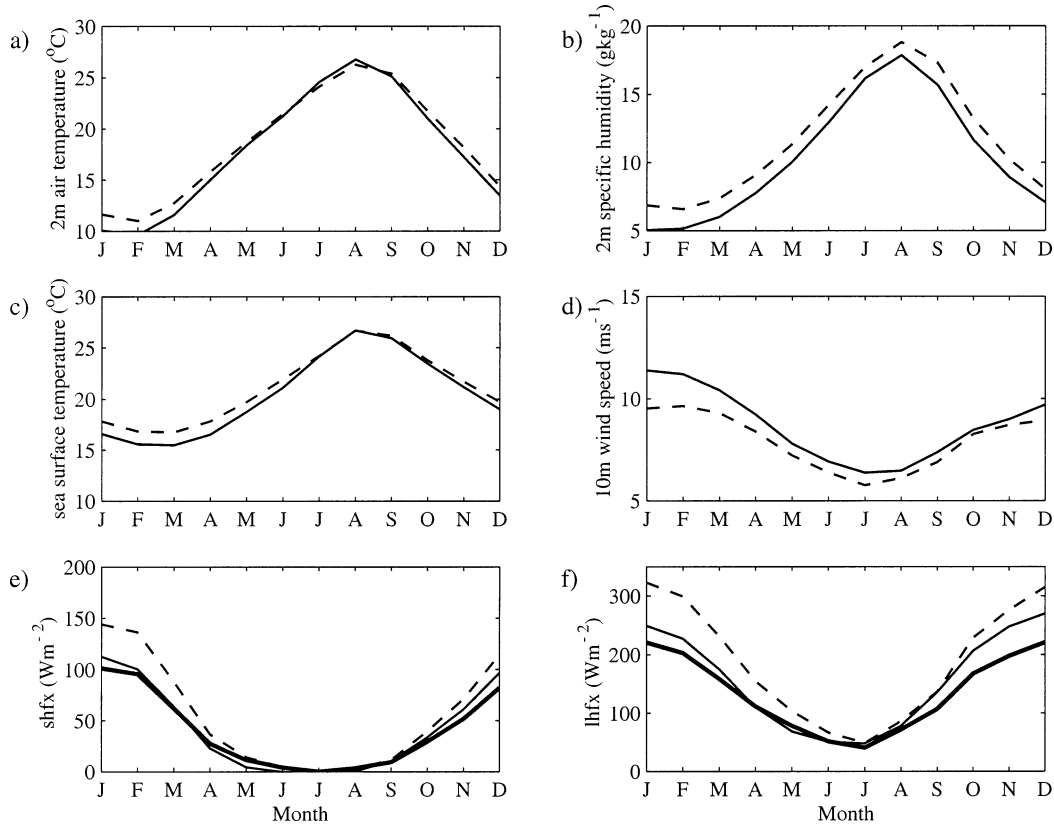 a)
2m air temperature (°C)
30
25
20
15
10
J F M A M J J A S O N D
b)
2m specific humidity (gkg⁻¹)
20
15
10
5
J F M A M J J A S O N D
c)
sea surface temperature (°C)
30
25
20
15
10
J F M A M J J A S O N D
d)
10m wind speed (ms⁻¹)
15
10
5
J F M A M J J A S O N D
e)
shfx (Wm⁻²)
200
150
100
50
0
J F M A M J J A S O N D
Month
f)
lhfx (Wm⁻²)
300
200
100
0
J F M A M J J A S O N D
Month